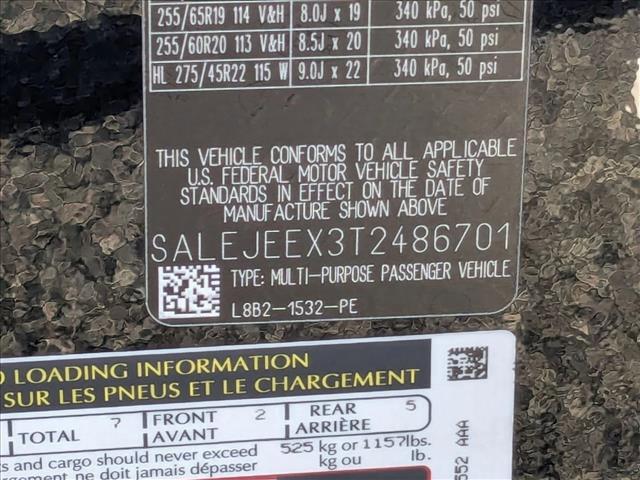 255/65R19 114 V&H 8.0J x 19 340 kPa, 50 psi
255/60R20 113 V&H 8.5J x 20 340 kPa, 50 psi
HL 275/45R22 115 W 9.0J x 22 340 kPa, 50 psi
THIS VEHICLE CONFORMS TO ALL APPLICABLE
U.S. FEDERAL MOTOR VEHICLE SAFETY
STANDARDS IN EFFECT ON THE DATE OF
MANUFACTURE SHOWN ABOVE
SALEJEEX3T2486701
TYPE: MULTI-PURPOSE PASSENGER VEHICLE
L8B2-1532-PE
LOADING INFORMATION
SUR LES PNEUS ET LE CHARGEMENT
TOTAL 7 FRONT 2 REAR 5
AVANT ARRIÈRE
and cargo should never exceed 525 kg or 1157lbs.
ne doit jamais dépasser kg ou lb.
552 AAA